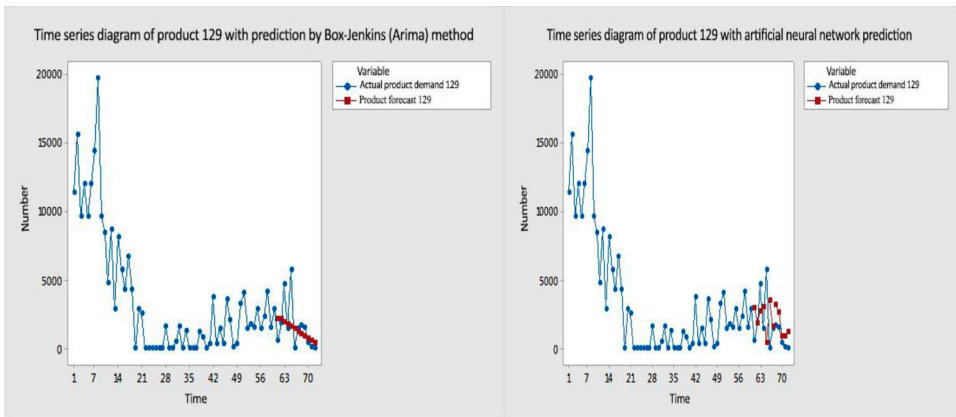 Time series diagram of product 129 with prediction by Box-Jenkins (Arima) method
Variable
Actual product demand 129
Product forecast 129
20000
15000
10000
5000
0
Number
1 7 14 21 28 35 42 49 56 63 70
Time
Time series diagram of product 129 with artificial neural network prediction
Variable
Actual product demand 129
Product forecast 129
20000
15000
10000
5000
0
Number
1 7 14 21 28 35 42 49 56 63 70
Time